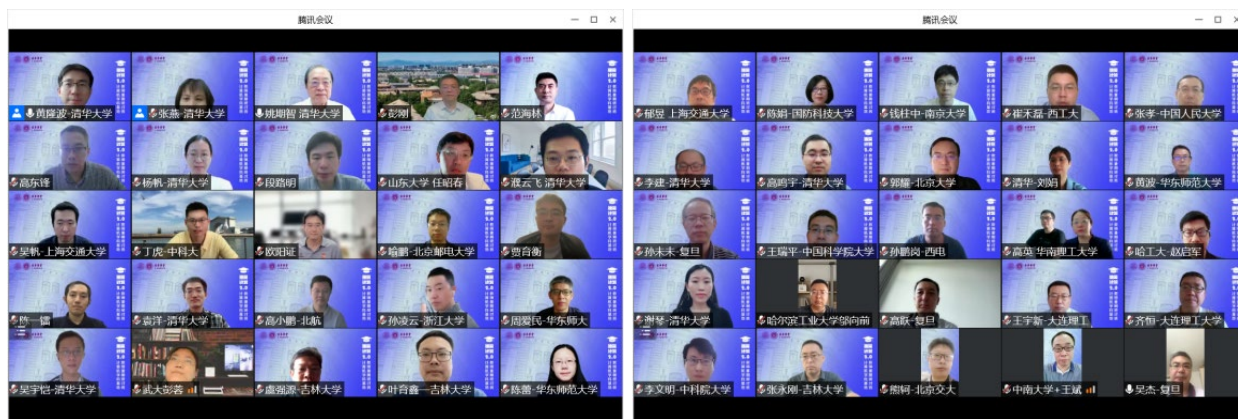 腾讯会议
黄隆波-清华大学
张燕-清华大学
姚期智 清华大学
彭刚
范海林
高东锋
杨帆-清华大学
段路明
山东大学 任昭春
濮云飞 清华大学
吴帆-上海交通大学
丁虎-中科大
欧阳证
喻鹏-北京邮电大学
贾育衡
陈一镭
袁洋-清华大学
高小鹏-北航
孙凌云-浙江大学
周爱民-华东师大
吴宇恺-清华大学
武大彭蓉
卢强源-吉林大学
叶育鑫-吉林大学
陈蕾-华东师范大学
腾讯会议
郁昱 上海交通大学
陈娟-国防科技大学
钱柱中-南京大学
崔禾磊-西工大
张孝-中国人民大学
李建-清华大学
高鸣宇-清华大学
郭耀-北京大学
清华-刘娟
黄波-华东师范大学
孙未未-复旦
王瑞平-中国科学院大学
孙鹏岗-西电
高英 华南理工大学
哈工大-赵启军
谢琴-清华大学
哈尔滨工业大学邬向前
高跃-复旦
王宇新-大连理工
齐恒-大连理工大学
李文明-中科院大学
张永刚-吉林大学
熊轲-北京交大
中南大学+王斌
吴杰-复旦